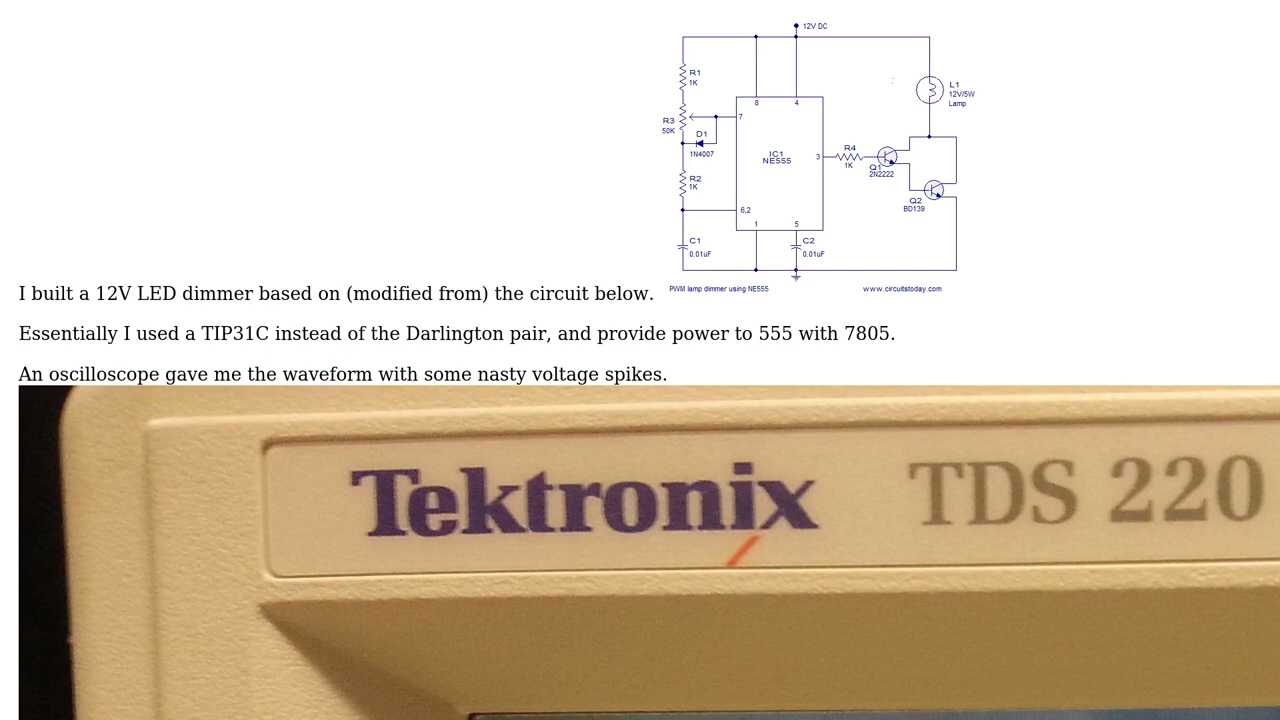 12V DC
R1
1K
R3
50K
D1
1N4007
R2
1K
C1
0.01uF
8
4
7
IC1
NE555
3
6,2
1
5
C2
0.01uF
R4
1K
Q1
2N2222
Q2
BD139
L1
12V/5W
Lamp
PWM lamp dimmer using NE555
www.circuitstoday.com
I built a 12V LED dimmer based on (modified from) the circuit below.
Essentially I used a TIP31C instead of the Darlington pair, and provide power to 555 with 7805.
An oscilloscope gave me the waveform with some nasty voltage spikes.
Tektronix TDS 220